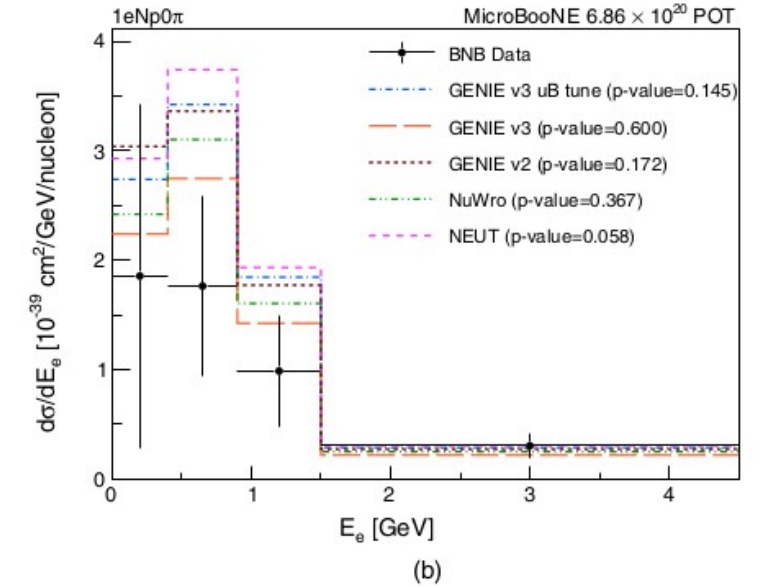 1eNp0π MicroBooNE 6.86 × 10²⁰ POT
4
BNB Data
GENIE v3 uB tune (p-value=0.145)
GENIE v3 (p-value=0.600)
GENIE v2 (p-value=0.172)
NuWro (p-value=0.367)
NEUT (p-value=0.058)
3
2
1
0
dσ/dEₑ [10⁻³⁹ cm²/GeV/nucleon]
0 1 2 3 4
Eₑ [GeV]
(b)